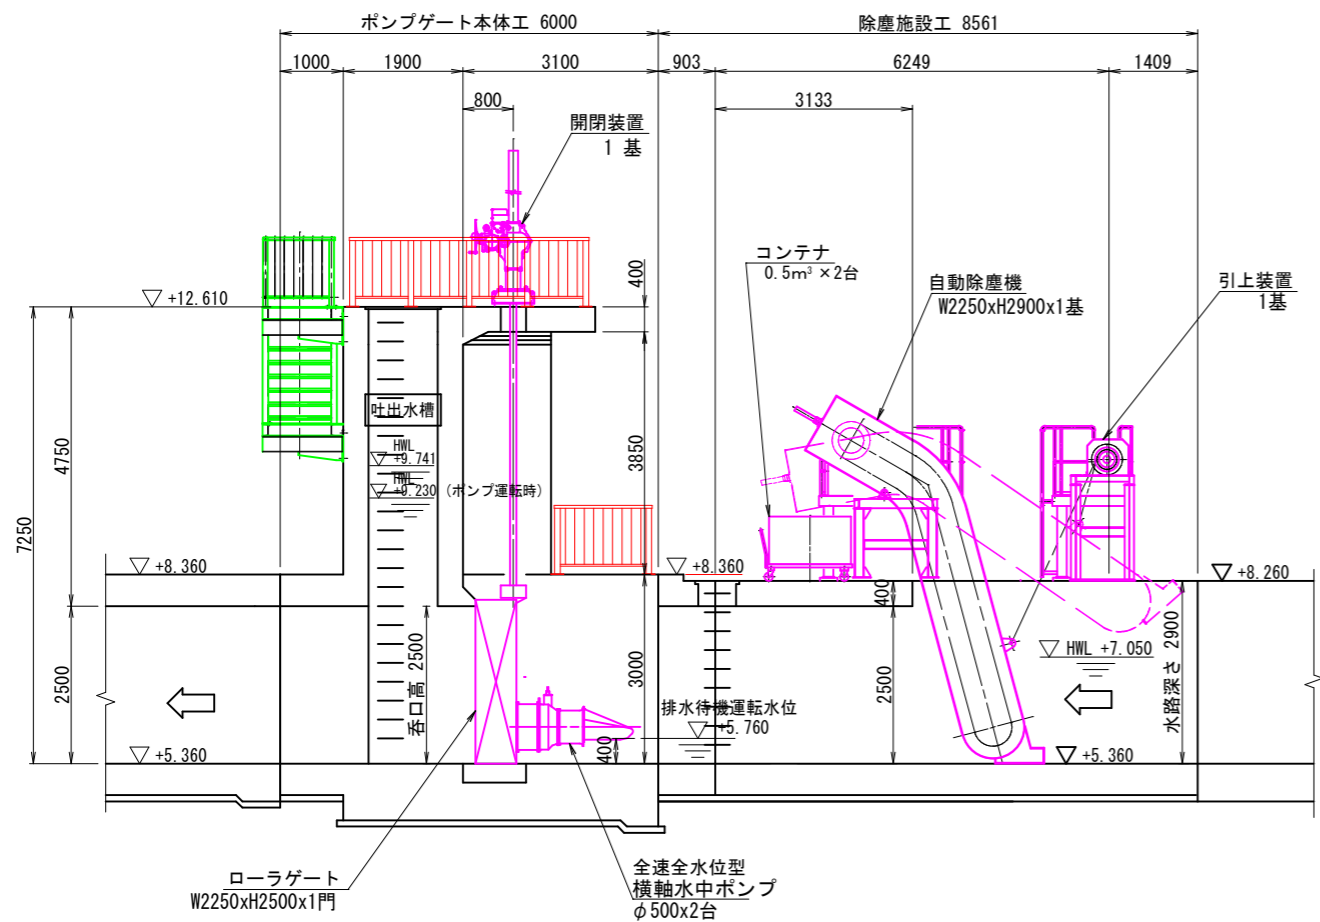 ポンプゲート本体工 6000
除塵施設工 8561
1000
1900
3100
903
6249
1409
800
3133
開閉装置
1 基
コンテナ
0.5m³ ×2台
自動除塵機
W2250xH2900x1基
引上装置
1基
400
+12.610
吐出水槽
HWL
+9.741
HWL
+9.230 (ポンプ運転時)
4750
7250
3850
+8.360
+8.360
+8.260
400
2500
呑口高 2500
3000
2500
HWL +7.050
水路深さ 2900
排水待機運転水位
+5.760
400
+5.360
+5.360
ローラゲート
W2250xH2500x1門
全速全水位型
横軸水中ポンプ
φ500x2台